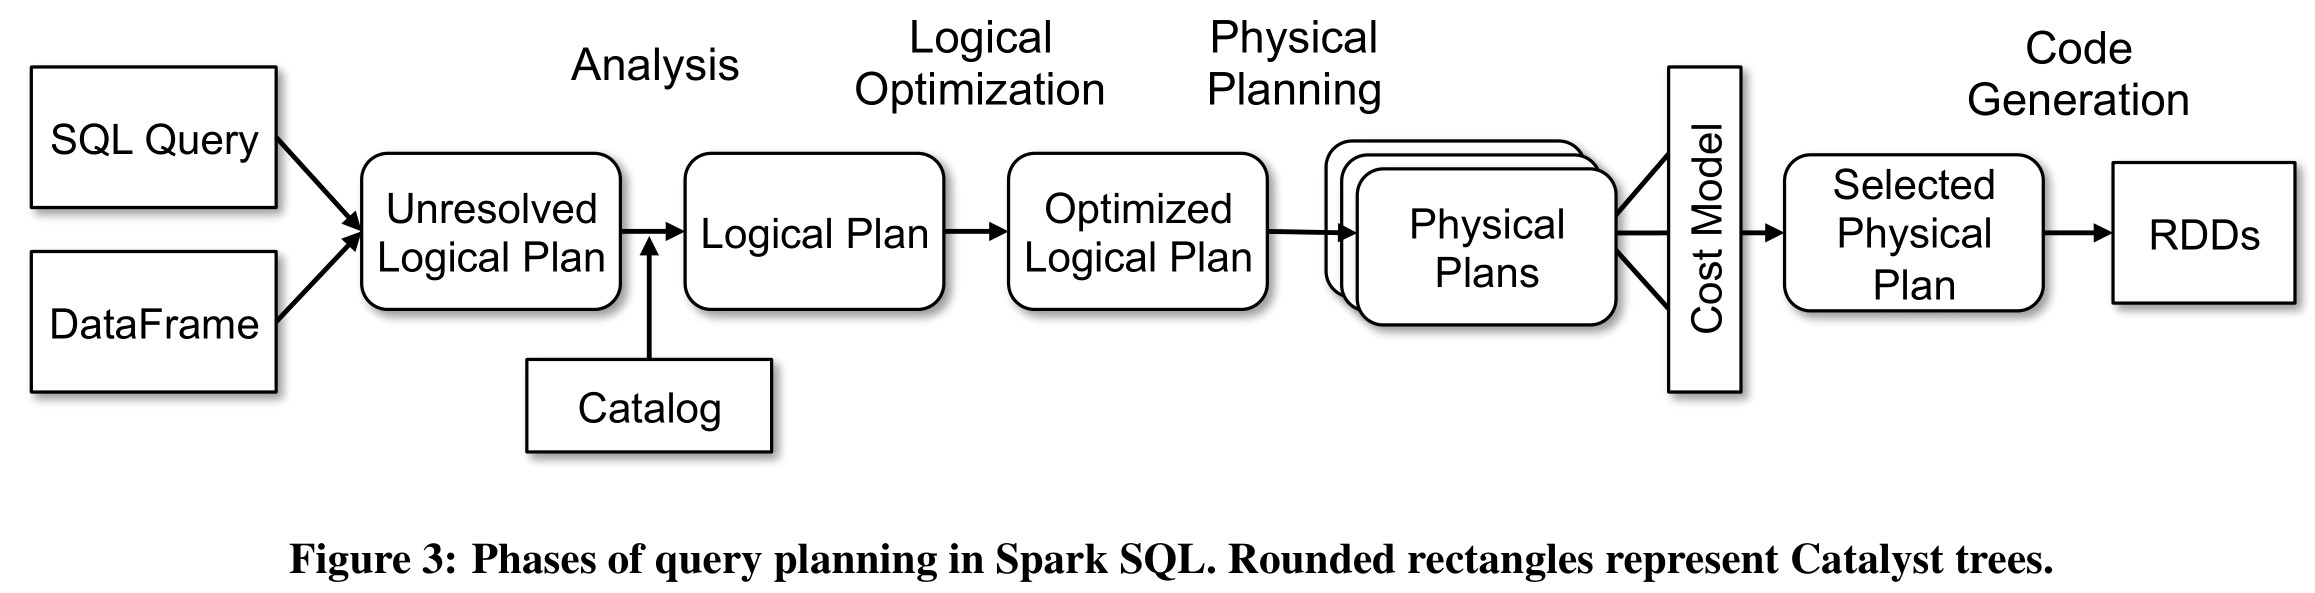 Analysis
Logical
Optimization
Physical
Planning
Code
Generation
SQL Query
DataFrame
Unresolved
Logical Plan
Catalog
Logical Plan
Optimized
Logical Plan
Physical
Plans
Cost Model
Selected
Physical
Plan
RDDs
Figure 3: Phases of query planning in Spark SQL. Rounded rectangles represent Catalyst trees.